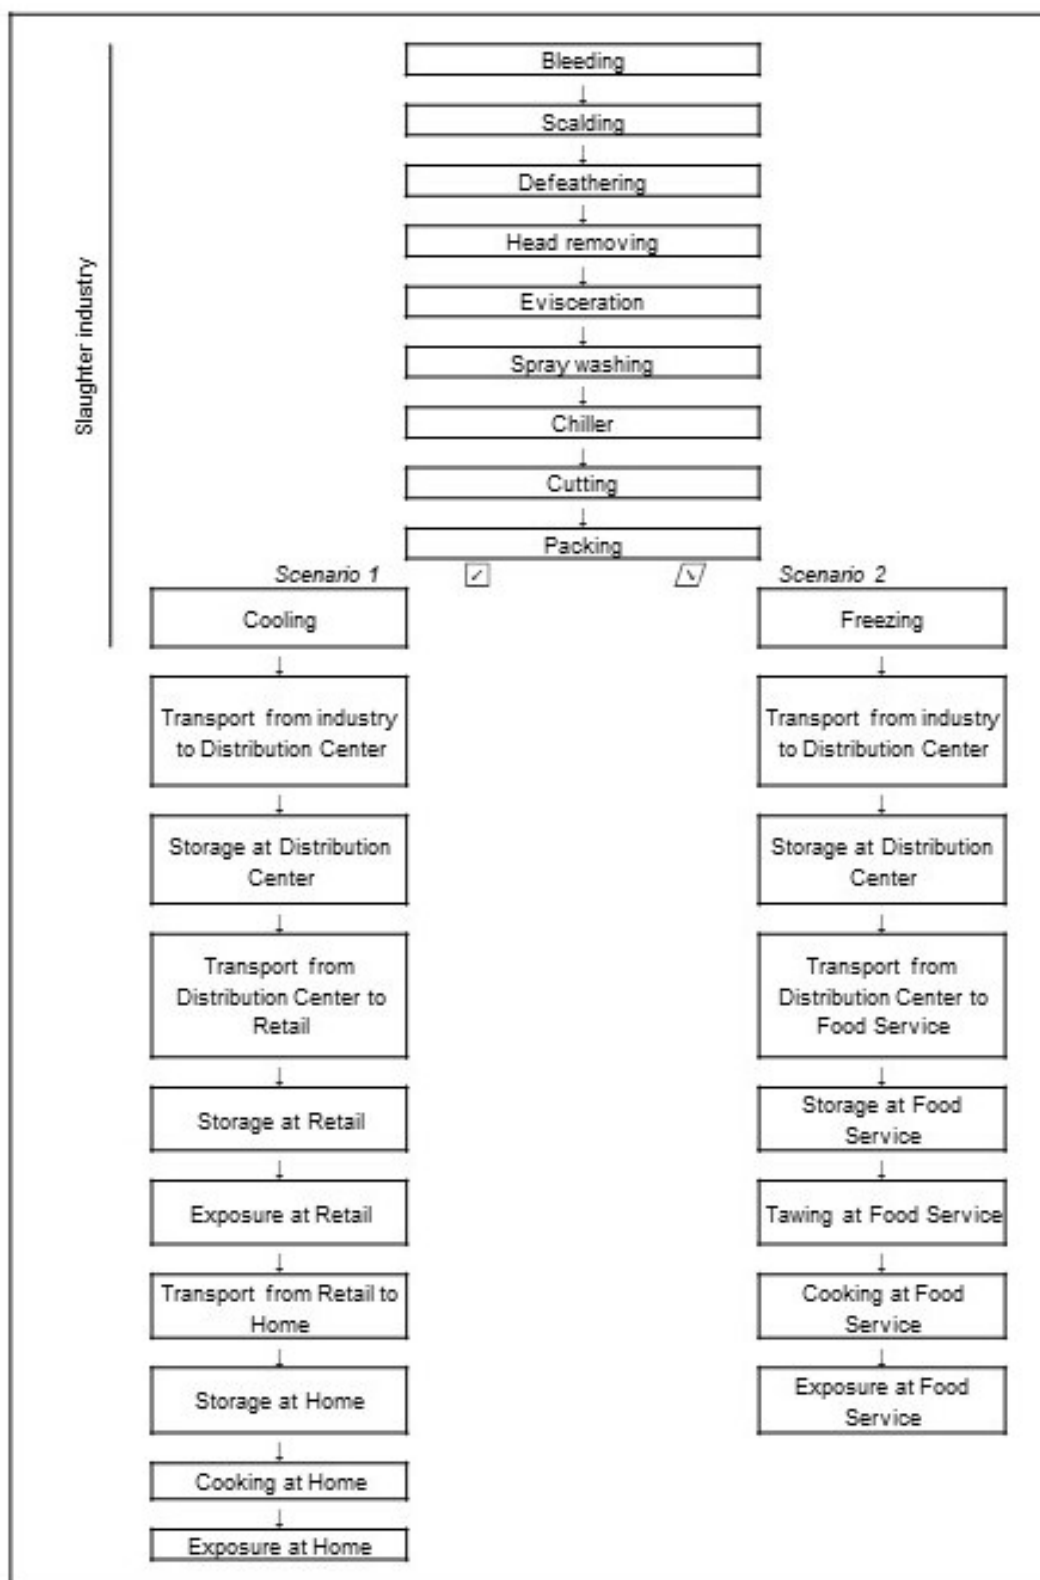 Slaughter industry
Bleeding
Scalding
Defeathering
Head removing
Evisceration
Spray washing
Chiller
Cutting
Packing
Scenario 1
Cooling
Transport from industry
to Distribution Center
Storage at Distribution
Center
Transport from
Distribution Center to
Retail
Storage at Retail
Exposure at Retail
Transport from Retail to
Home
Storage at Home
Cooking at Home
Exposure at Home
Scenario 2
Freezing
Transport from industry
to Distribution Center
Storage at Distribution
Center
Transport from
Distribution Center to
Food Service
Storage at Food
Service
Tawing at Food Service
Cooking at Food
Service
Exposure at Food
Service